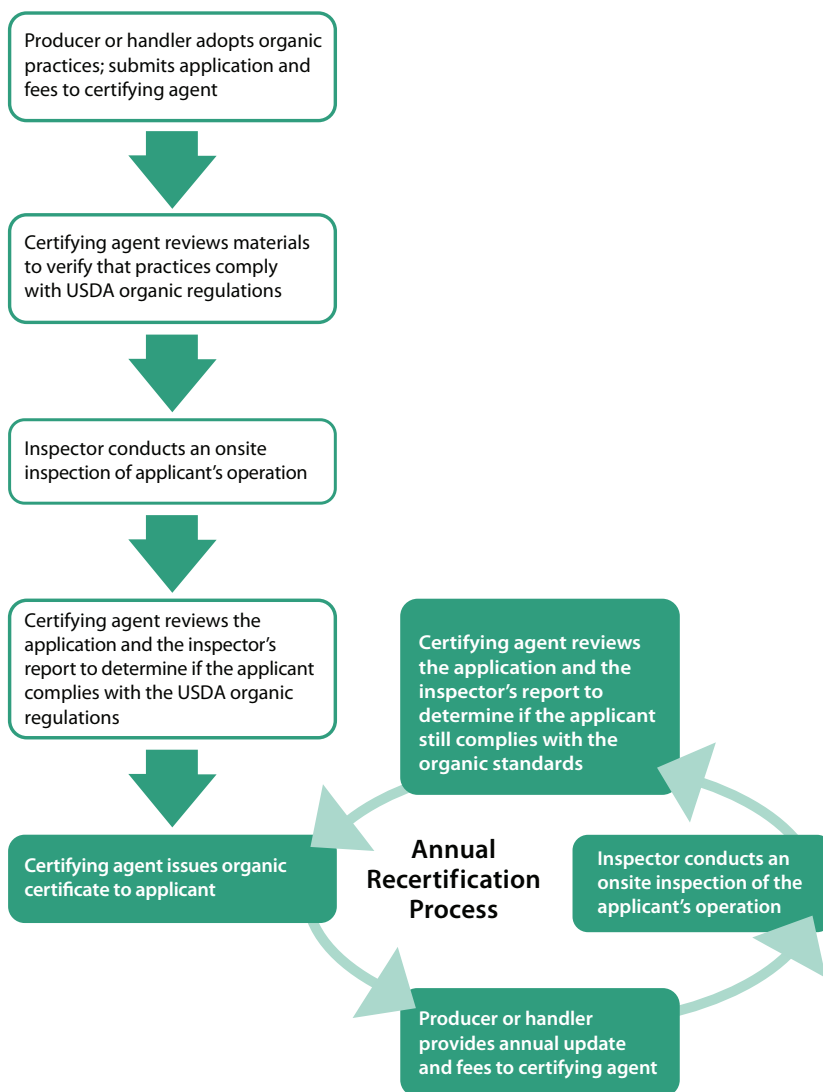 Producer or handler adopts organic
practices; submits application and
fees to certifying agent
Certifying agent reviews materials
to verify that practices comply
with USDA organic regulations
Inspector conducts an onsite
inspection of applicant’s operation
Certifying agent reviews the
application and the inspector’s
report to determine if the applicant
complies with the USDA organic
regulations
Certifying agent issues organic
certificate to applicant
Annual
Recertification
Process
Producer or handler
provides annual update
and fees to certifying agent
Inspector conducts an
onsite inspection of the
applicant’s operation
Certifying agent reviews
the application and the
inspector’s report to
determine if the applicant
still complies with the
organic standards